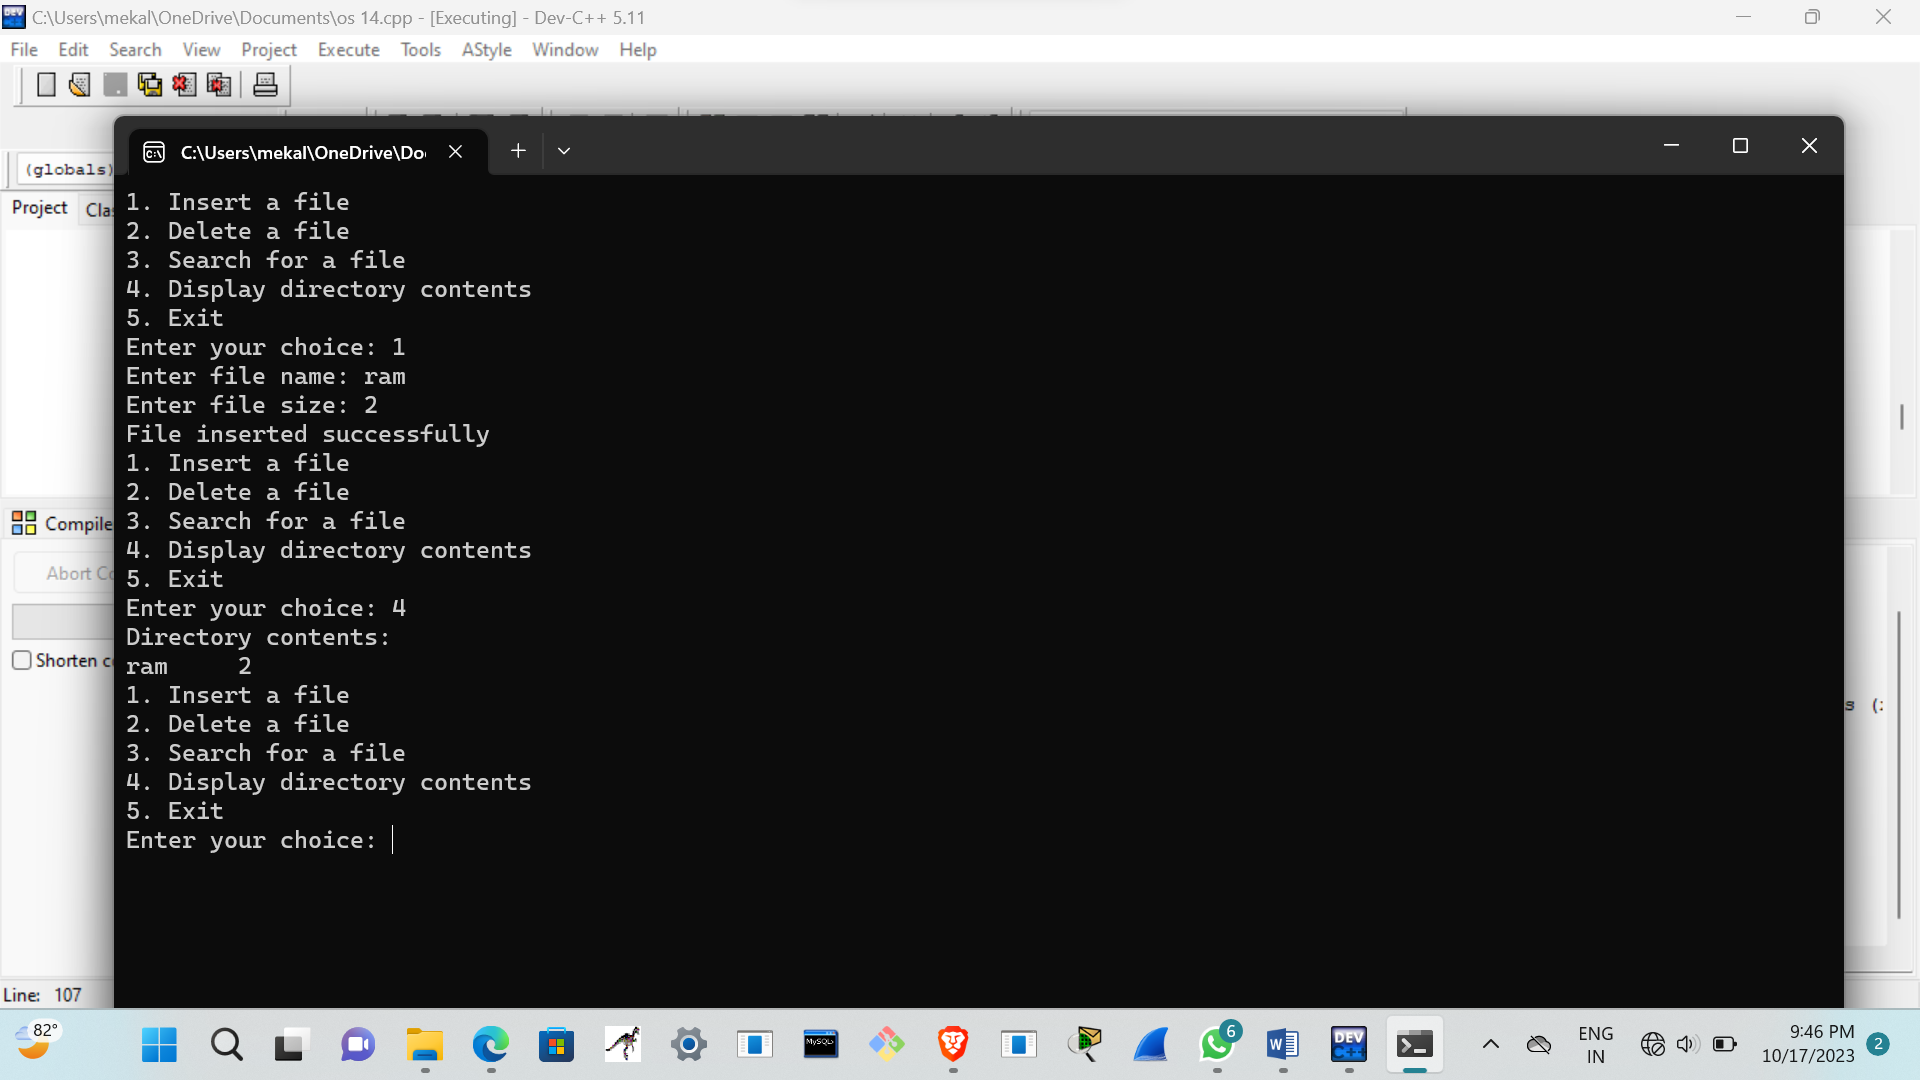 C:\Users\mekal\OneDrive\Documents\os 14.cpp - [Executing] - Dev-C++ 5.11
File Edit Search View Project Execute Tools AStyle Window Help
C:\Users\mekal\OneDrive\Do
(globals)
Project Clas
1. Insert a file
2. Delete a file
3. Search for a file
4. Display directory contents
5. Exit
Enter your choice: 1
Enter file name: ram
Enter file size: 2
File inserted successfully
1. Insert a file
2. Delete a file
3. Search for a file
4. Display directory contents
5. Exit
Enter your choice: 4
Directory contents:
ram 2
1. Insert a file
2. Delete a file
3. Search for a file
4. Display directory contents
5. Exit
Enter your choice:
Compile
Abort Co
Shorten c
s (
Line: 107
82°
MySQL
6
DEV C++
ENG
IN
9:46 PM
10/17/2023
2